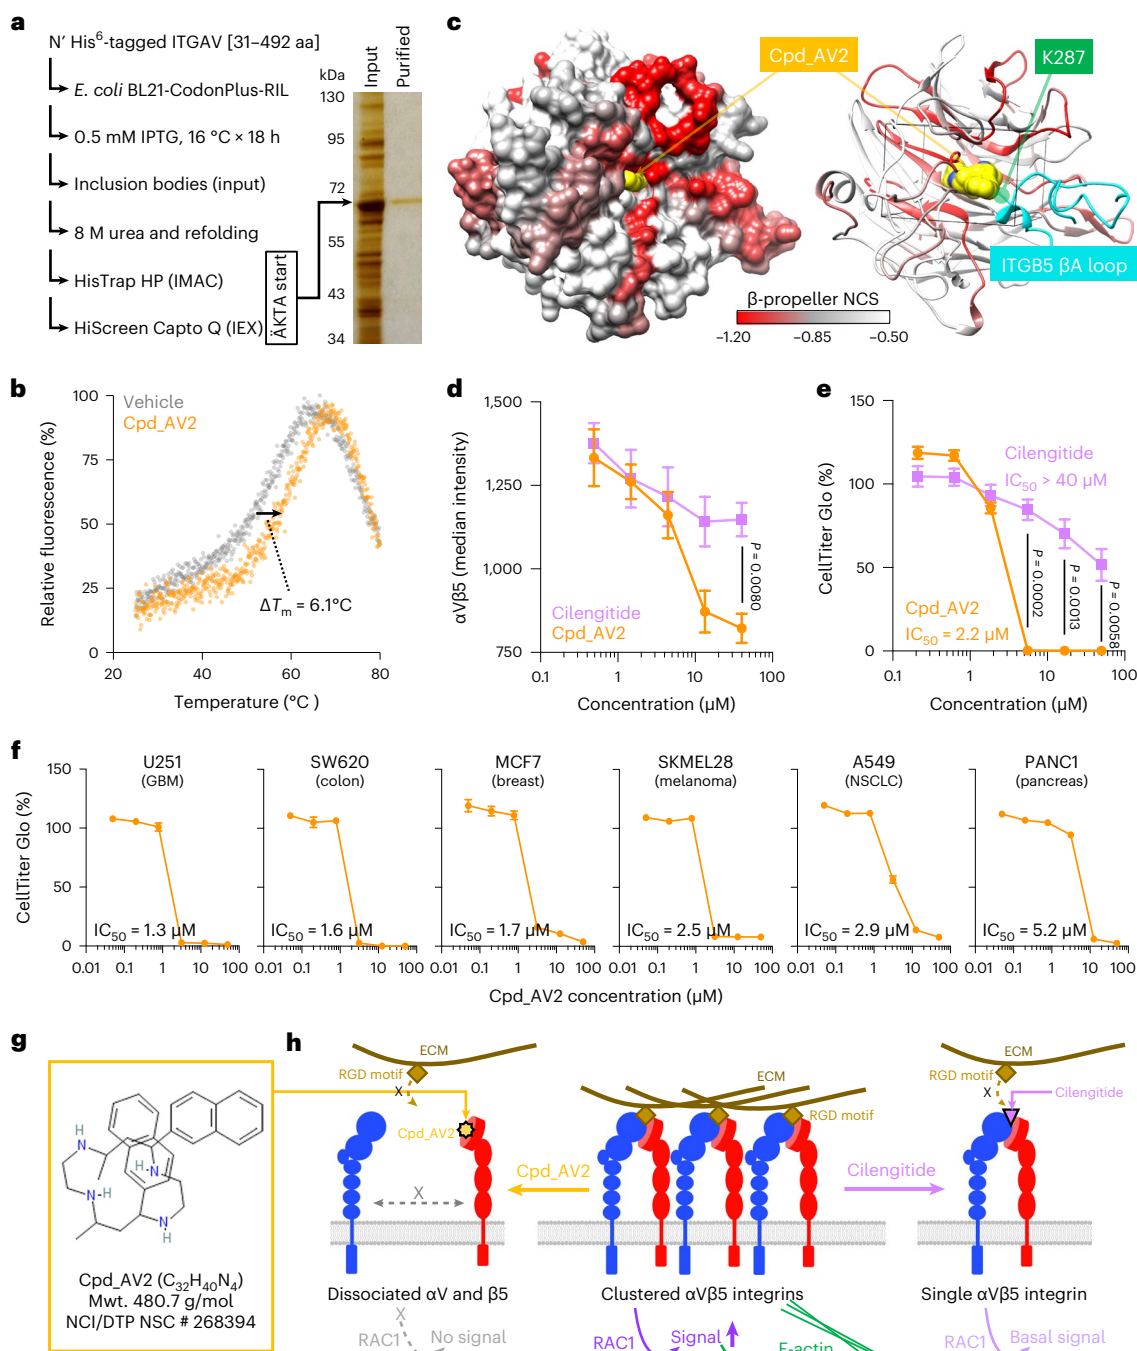 a
N′ His6-tagged ITGAV [31–492 aa]
E. coli BL21-CodonPlus-RIL
0.5 mM IPTG, 16 °C × 18 h
Inclusion bodies (input)
8 M urea and refolding
HisTrap HP (IMAC)
HiScreen Capto Q (IEX)
ÄKTA start
kDa
Input
Purified
130
95
72
55
43
34
c
Cpd_AV2
K287
ITGB5 βA loop
β-propeller NCS
–1.20
–0.85
–0.50
b
Vehicle
Cpd_AV2
Relative fluorescence (%)
100
75
50
25
0
ΔTm = 6.1°C
20
40
60
80
Temperature (°C )
d
αVβ5 (median intensity)
1,500
1,250
1,000
750
P = 0.0080
Cilengitide
Cpd_AV2
0.1
1
10
100
Concentration (μM)
e
CellTiter Glo (%)
150
100
50
0
Cilengitide
IC50 > 40 μM
P = 0.0002
P = 0.0013
P = 0.0058
Cpd_AV2
IC50 = 2.2 μM
0.1
1
10
100
Concentration (μM)
f
CellTiter Glo (%)
150
100
50
0
U251
(GBM)
IC50 = 1.3 μM
0.01 0.1 1 10 100
SW620
(colon)
IC50 = 1.6 μM
0.01 0.1 1 10 100
MCF7
(breast)
IC50 = 1.7 μM
0.01 0.1 1 10 100
SKMEL28
(melanoma)
IC50 = 2.5 μM
0.01 0.1 1 10 100
A549
(NSCLC)
IC50 = 2.9 μM
0.01 0.1 1 10 100
PANC1
(pancreas)
IC50 = 5.2 μM
0.01 0.1 1 10 100
Cpd_AV2 concentration (μM)
g
N
H
N-H
H-N
N
H
Cpd_AV2 (C32H40N4)
Mwt. 480.7 g/mol
NCI/DTP NSC # 268394
h
ECM
RGD motif
X
Cpd_AV2
X
Dissociated αV and β5
X
RAC1
No signal
Cpd_AV2
ECM
RGD motif
Clustered αVβ5 integrins
RAC1
Signal
F-actin
Cilengitide
ECM
RGD motif
X
Cilengitide
Single αVβ5 integrin
RAC1
Basal signal